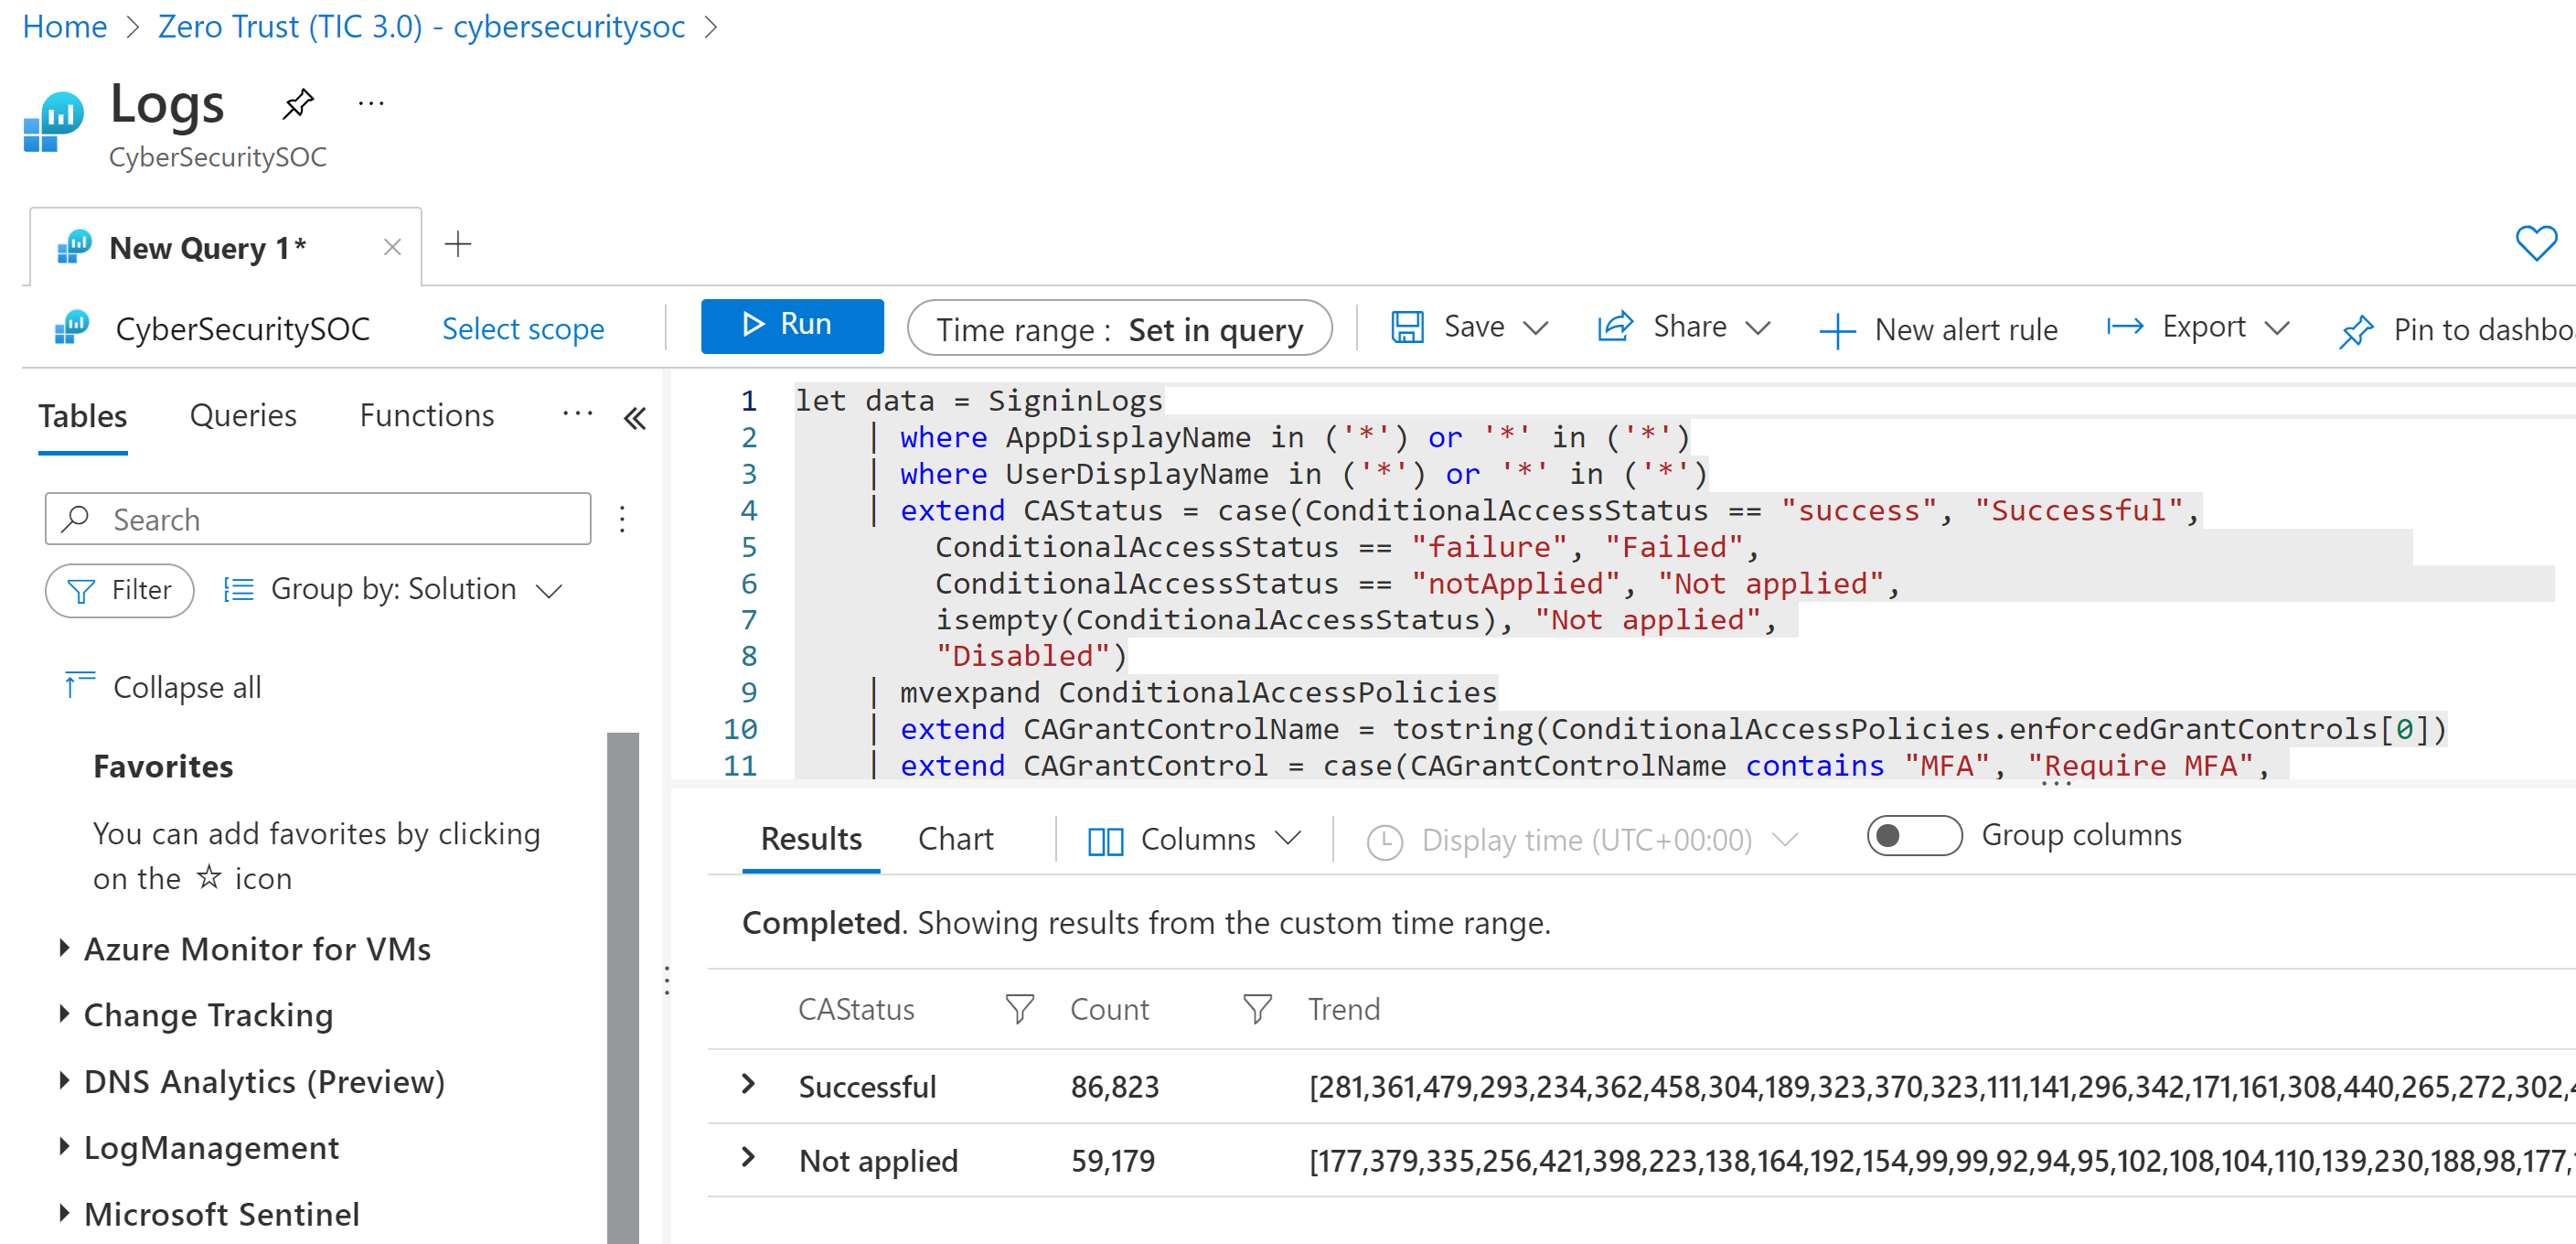 Home > Zero Trust (TIC 3.0) - cybersecuritysoc >
Logs ...
CyberSecuritySOC
New Query 1*
CyberSecuritySOC Select scope Run Time range : Set in query Save Share New alert rule Export Pin to dashbo
Tables Queries Functions ... «
Search
Filter Group by: Solution
Collapse all
Favorites
You can add favorites by clicking
on the ☆ icon
Azure Monitor for VMs
Change Tracking
DNS Analytics (Preview)
LogManagement
Microsoft Sentinel
1 let data = SigninLogs
2 | where AppDisplayName in ('*') or '*' in ('*')
3 | where UserDisplayName in ('*') or '*' in ('*')
4 | extend CAStatus = case(ConditionalAccessStatus == "success", "Successful",
5 ConditionalAccessStatus == "failure", "Failed",
6 ConditionalAccessStatus == "notApplied", "Not applied",
7 isempty(ConditionalAccessStatus), "Not applied",
8 "Disabled")
9 | mvexpand ConditionalAccessPolicies
10 | extend CAGrantControlName = tostring(ConditionalAccessPolicies.enforcedGrantControls[0])
11 | extend CAGrantControl = case(CAGrantControlName contains "MFA", "Require MFA",
Results Chart Columns Display time (UTC+00:00) Group columns
Completed. Showing results from the custom time range.
CAStatus Count Trend
Successful 86,823 [281,361,479,293,234,362,458,304,189,323,370,323,111,141,296,342,171,161,308,440,265,272,302,
Not applied 59,179 [177,379,335,256,421,398,223,138,164,192,154,99,99,92,94,95,102,108,104,110,139,230,188,98,177,